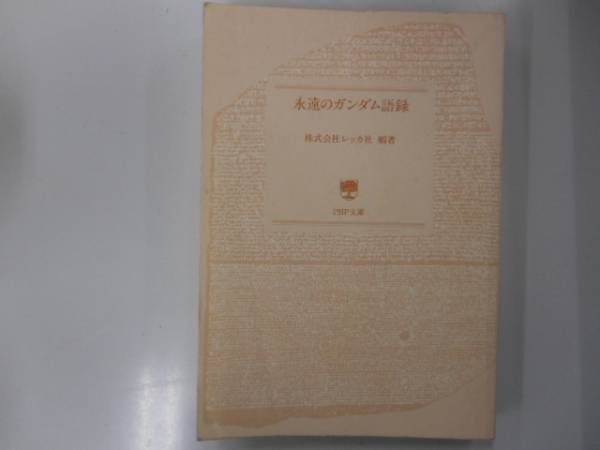 永遠のガンダム語録
株式会社レッカ社 編著
PHP文庫